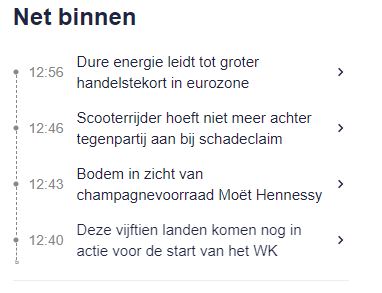 Net binnen
12:56 Dure energie leidt tot groter
handelstekort in eurozone
12:46 Scooterrijder hoeft niet meer achter
tegenpartij aan bij schadeclaim
12:43 Bodem in zicht van
champagnevoorraad Moët Hennessy
12:40 Deze vijftien landen komen nog in
actie voor de start van het WK